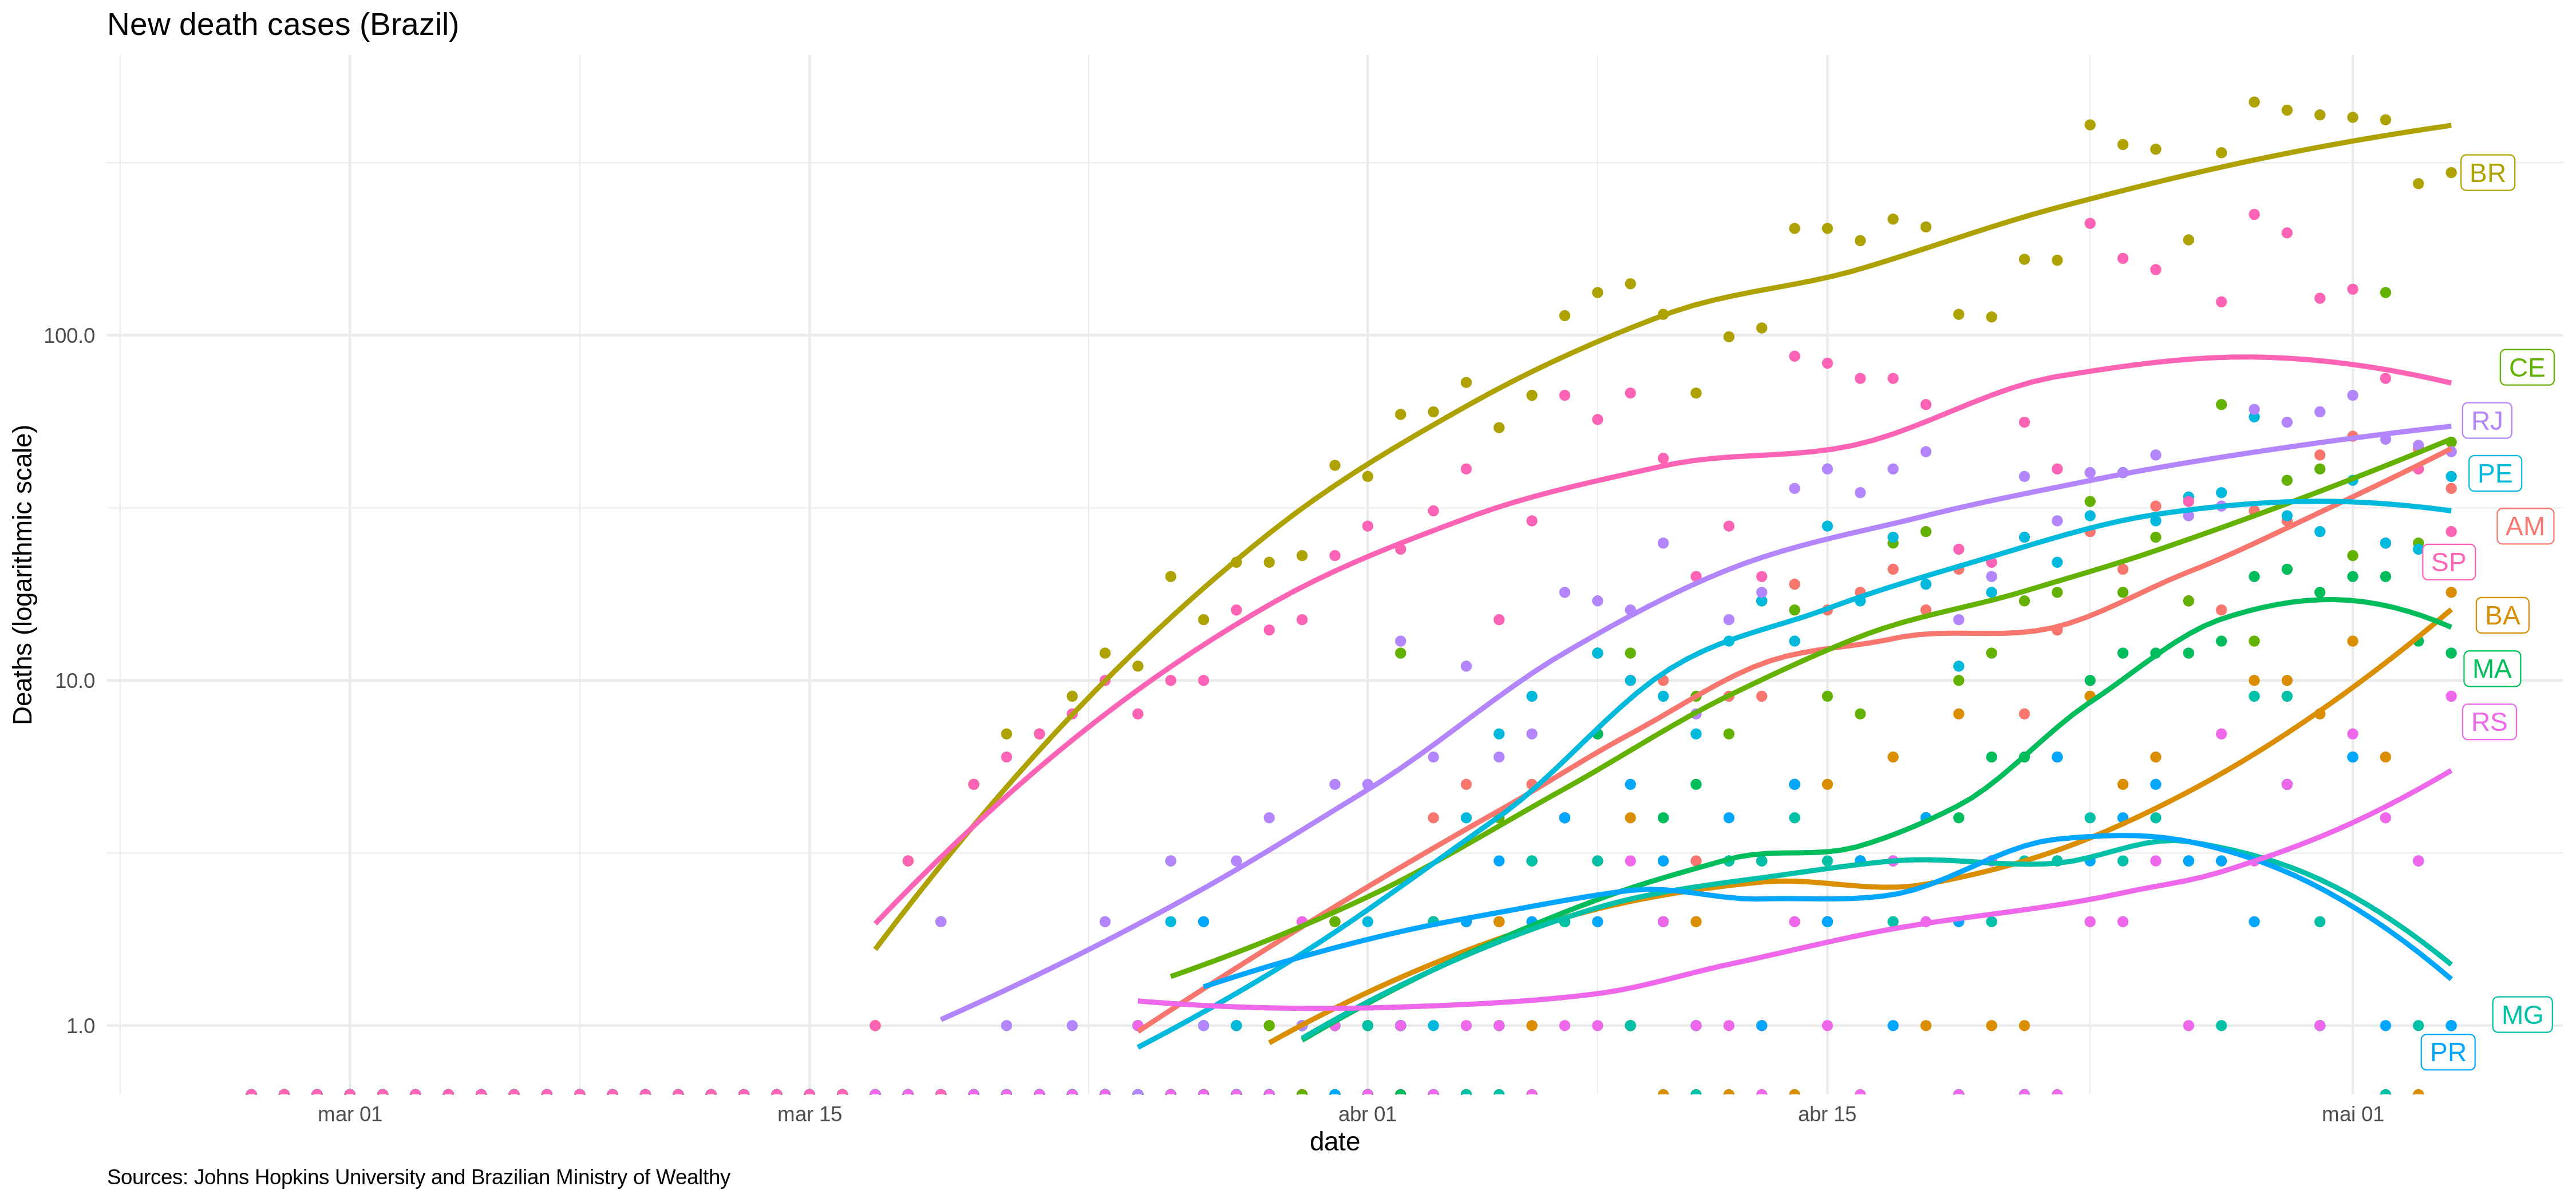 New death cases (Brazil)
Deaths (logarithmic scale)
100.0
10.0
1.0
BR
CE
RJ
PE
AM
SP
BA
MA
RS
MG
PR
mar 01
mar 15
abr 01
abr 15
mai 01
date
Sources: Johns Hopkins University and Brazilian Ministry of Wealthy